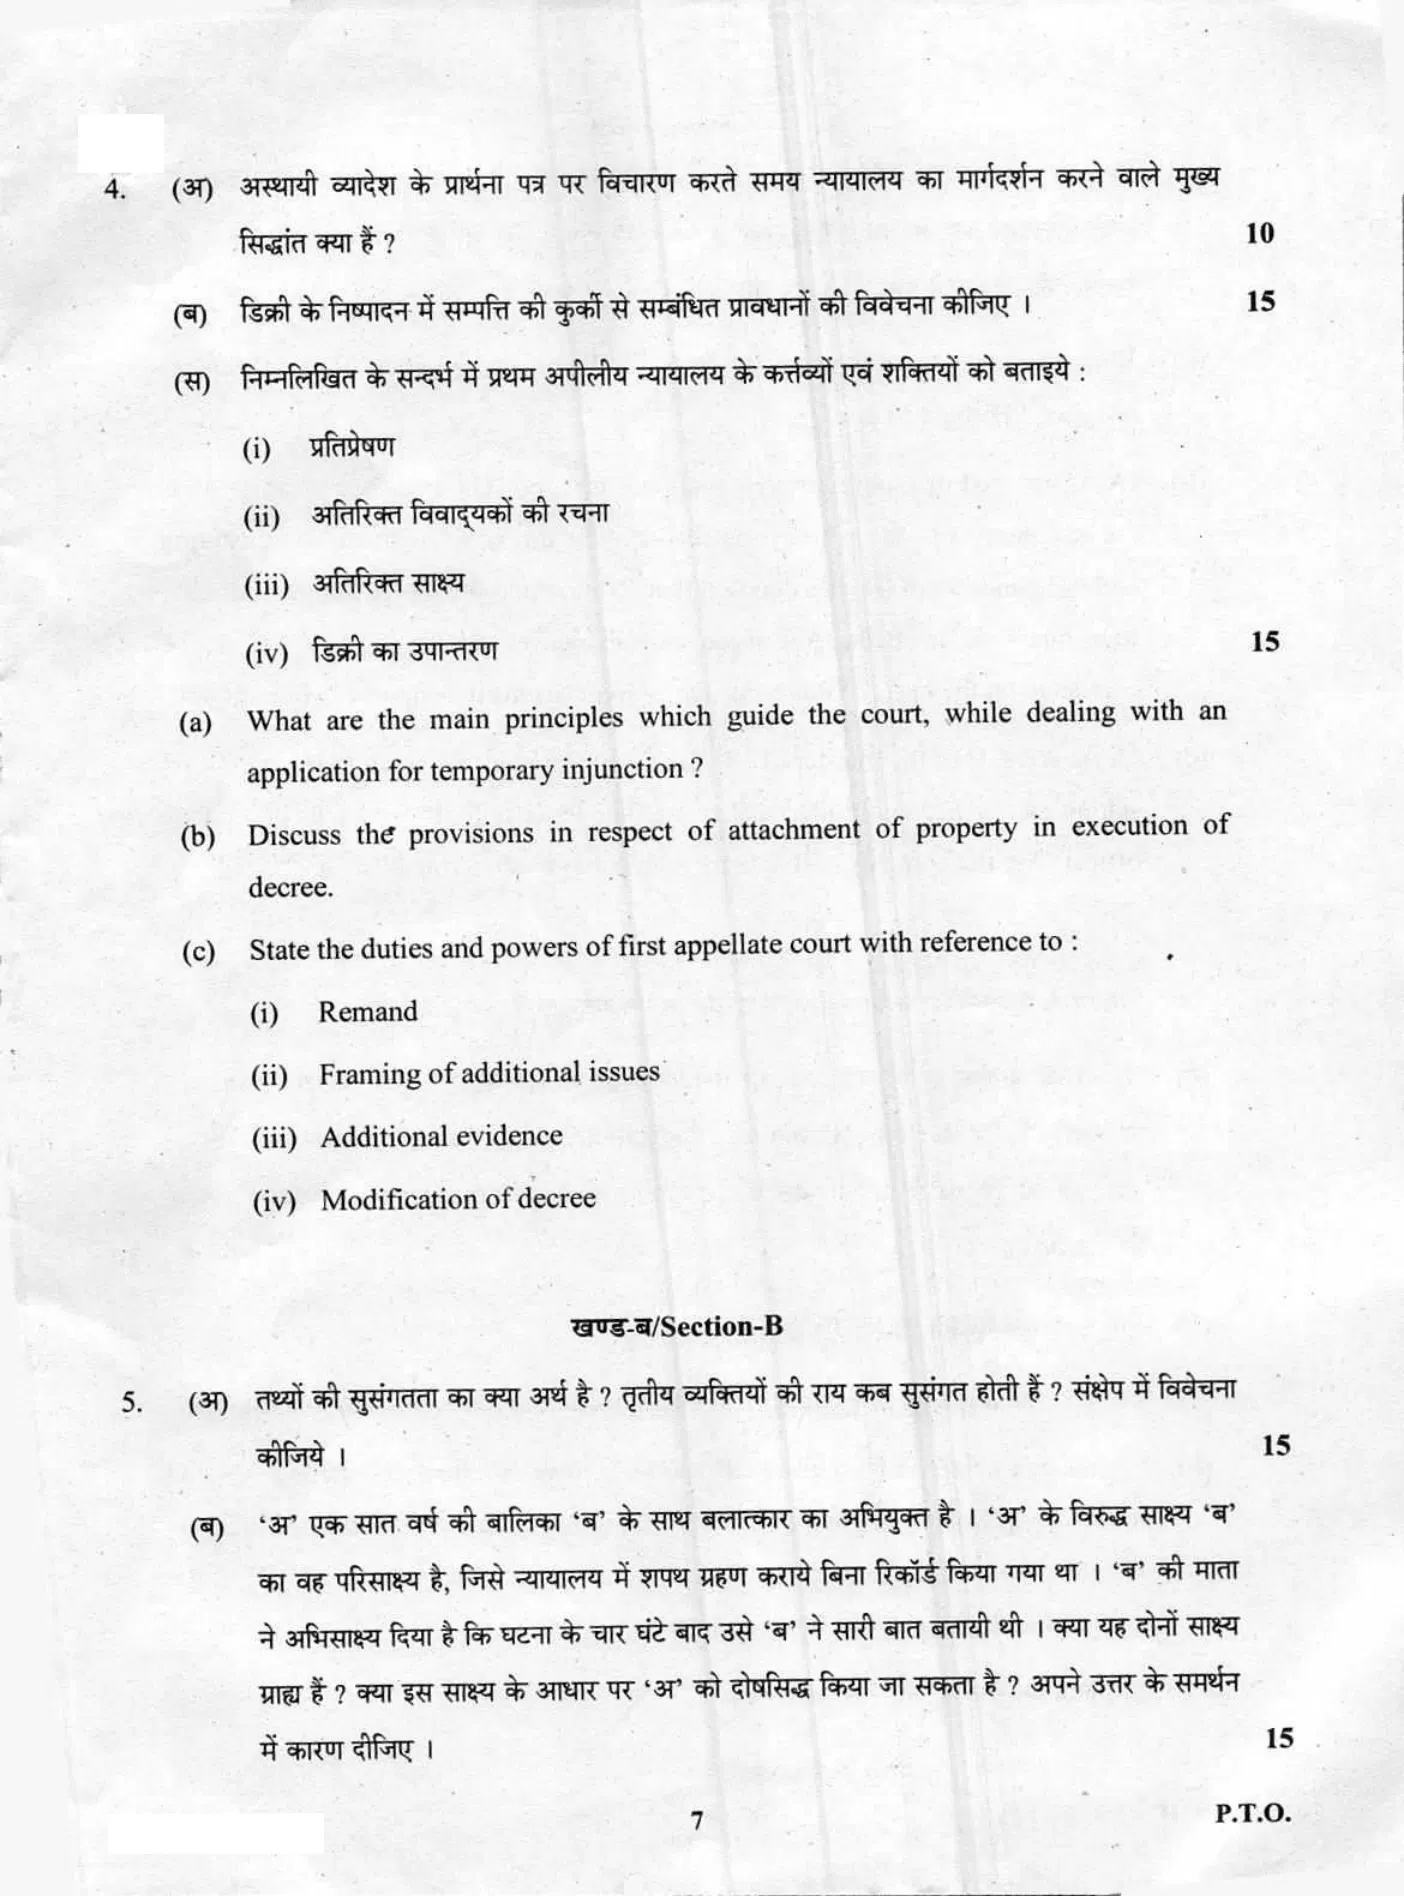 4. (अ) अस्थायी व्यादेश के प्रार्थना पत्र पर विचारण करते समय न्यायालय का मार्गदर्शन करने वाले मुख्य
सिद्धांत क्या हैं ? 10
(ब) डिक्री के निष्पादन में सम्पत्ति की कुर्की से सम्बंधित प्रावधानों की विवेचना कीजिए । 15
(स) निम्नलिखित के सन्दर्भ में प्रथम अपीलीय न्यायालय के कर्त्तव्यों एवं शक्तियों को बताइये :
(i) प्रतिप्रेषण
(ii) अतिरिक्त विवाद्यकों की रचना
(iii) अतिरिक्त साक्ष्य
(iv) डिक्री का उपान्तरण 15
(a) What are the main principles which guide the court, while dealing with an
application for temporary injunction ?
(b) Discuss the provisions in respect of attachment of property in execution of
decree.
(c) State the duties and powers of first appellate court with reference to :
(i) Remand
(ii) Framing of additional issues
(iii) Additional evidence
(iv) Modification of decree
खण्ड-ब/Section-B
5. (अ) तथ्यों की सुसंगतता का क्या अर्थ है ? तृतीय व्यक्तियों की राय कब सुसंगत होती हैं ? संक्षेप में विवेचना
कीजिये । 15
(ब) ‘अ’ एक सात वर्ष की बालिका ‘ब’ के साथ बलात्कार का अभियुक्त है । ‘अ’ के विरुद्ध साक्ष्य ‘ब’
का वह परिसाक्ष्य है, जिसे न्यायालय में शपथ ग्रहण कराये बिना रिकॉर्ड किया गया था । ‘ब’ की माता
ने अभिसाक्ष्य दिया है कि घटना के चार घंटे बाद उसे ‘ब’ ने सारी बात बतायी थी । क्या यह दोनों साक्ष्य
ग्राह्य हैं ? क्या इस साक्ष्य के आधार पर ‘अ’ को दोषसिद्ध किया जा सकता है ? अपने उत्तर के समर्थन
में कारण दीजिए । 15
7 P.T.O.